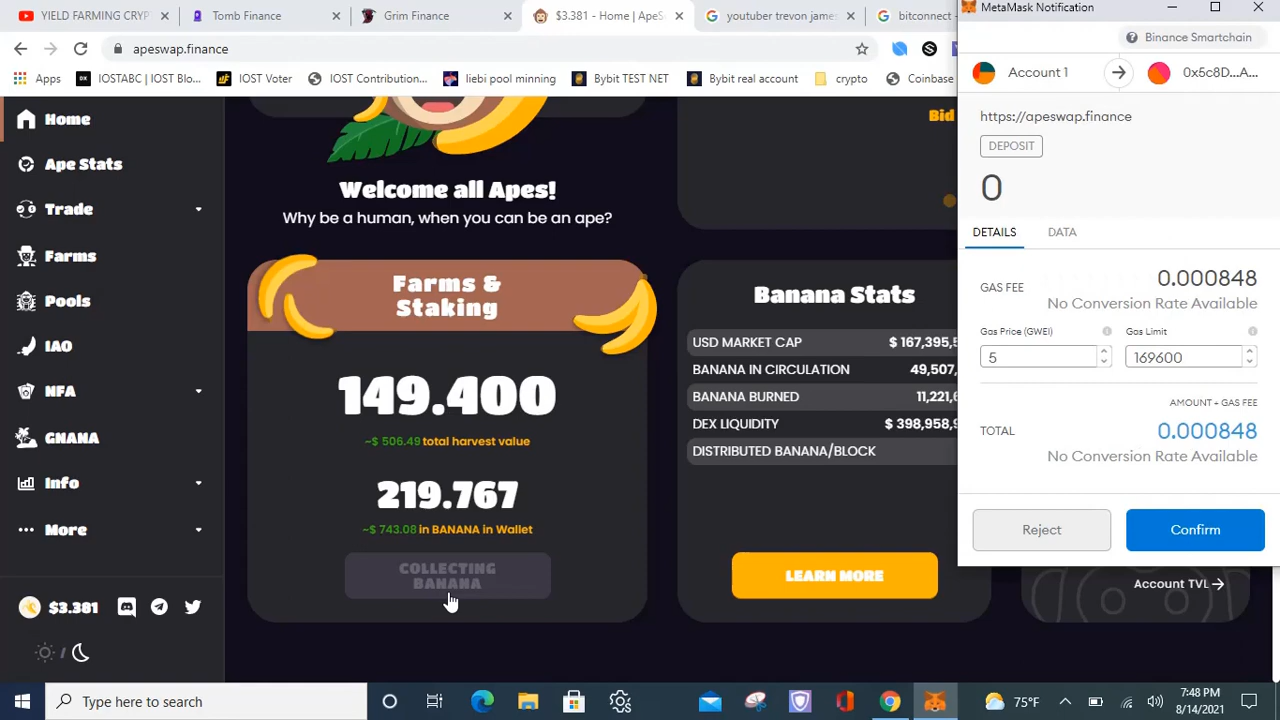 YIELD FARMING CRYP
Tomb Finance
Grim Finance
$3.381 - Home | ApeS
youtuber trevon james
bitconnect -
apeswap.finance
Apps
IOSTABC | IOST Blo...
IOST Voter
IOST Contribution...
liebi pool minning
Bybit TEST NET
Bybit real account
crypto
Coinbase
Home
Ape Stats
Trade
Farms
Pools
IAO
NFA
GNANA
Info
More
$3.381
/
Welcome all Apes!
Why be a human, when you can be an ape?
Farms &
Staking
149.400
~$ 506.49 total harvest value
219.767
~$ 743.08 in BANANA in Wallet
COLLECTING
BANANA
Bid
Banana Stats
USD MARKET CAP $ 167,395,5
BANANA IN CIRCULATION 49,507,
BANANA BURNED 11,221,6
DEX LIQUIDITY $ 398,958,9
DISTRIBUTED BANANA/BLOCK
LEARN MORE
Account TVL
MetaMask Notification
Binance Smartchain
Account 1
0x5c8D...A...
https://apeswap.finance
DEPOSIT
0
DETAILS
DATA
GAS FEE
0.000848
No Conversion Rate Available
Gas Price (GWEI)
Gas Limit
5
169600
AMOUNT + GAS FEE
TOTAL
0.000848
No Conversion Rate Available
Reject
Confirm
Type here to search
75°F
7:48 PM
8/14/2021